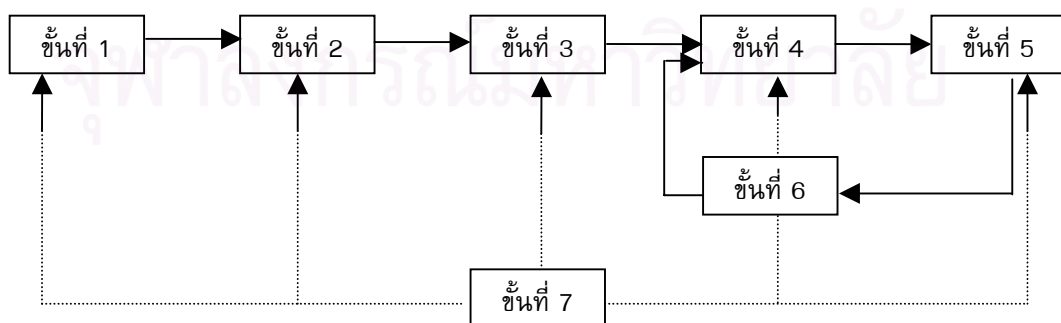 ขั้นที่ 1
ขั้นที่ 2
ขั้นที่ 3
ขั้นที่ 4
ขั้นที่ 5
จุฬาลงกรณ์มหาวิทยาลัย
ขั้นที่ 6
ขั้นที่ 7